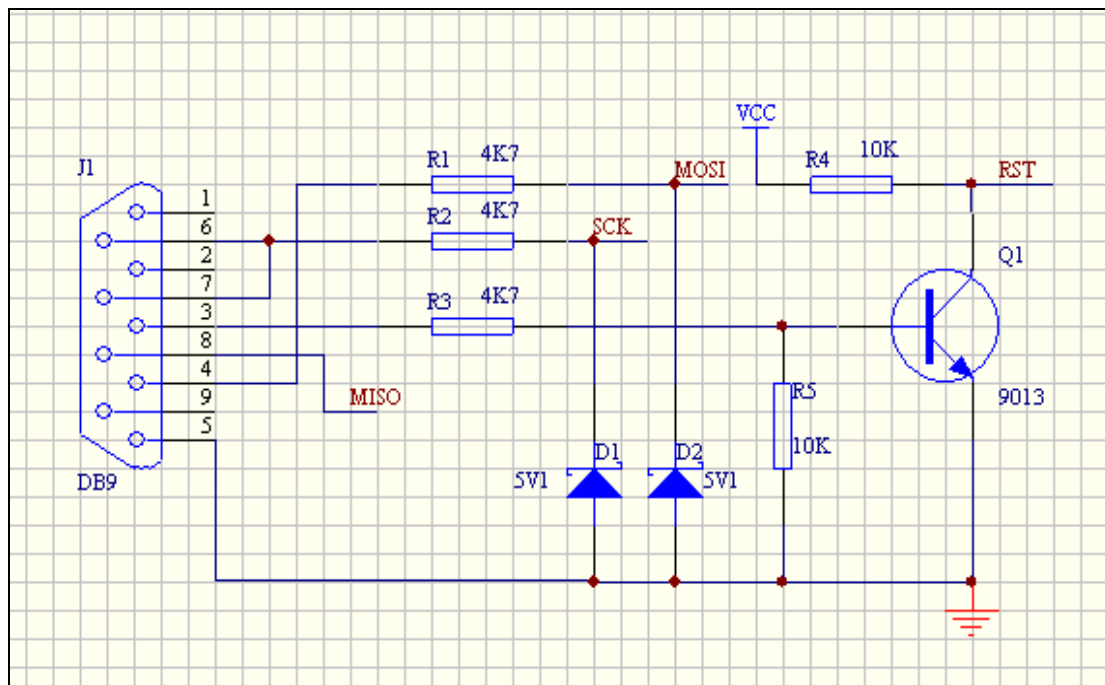 VCC
J1
R1
4K7
R4
10K
MOSI
RST
1
R2
4K7
6
SCK
2
Q1
7
R3
4K7
3
8
4
MISO
R5
9
9013
5
10K
D1
D2
DB9
5V1
5V1